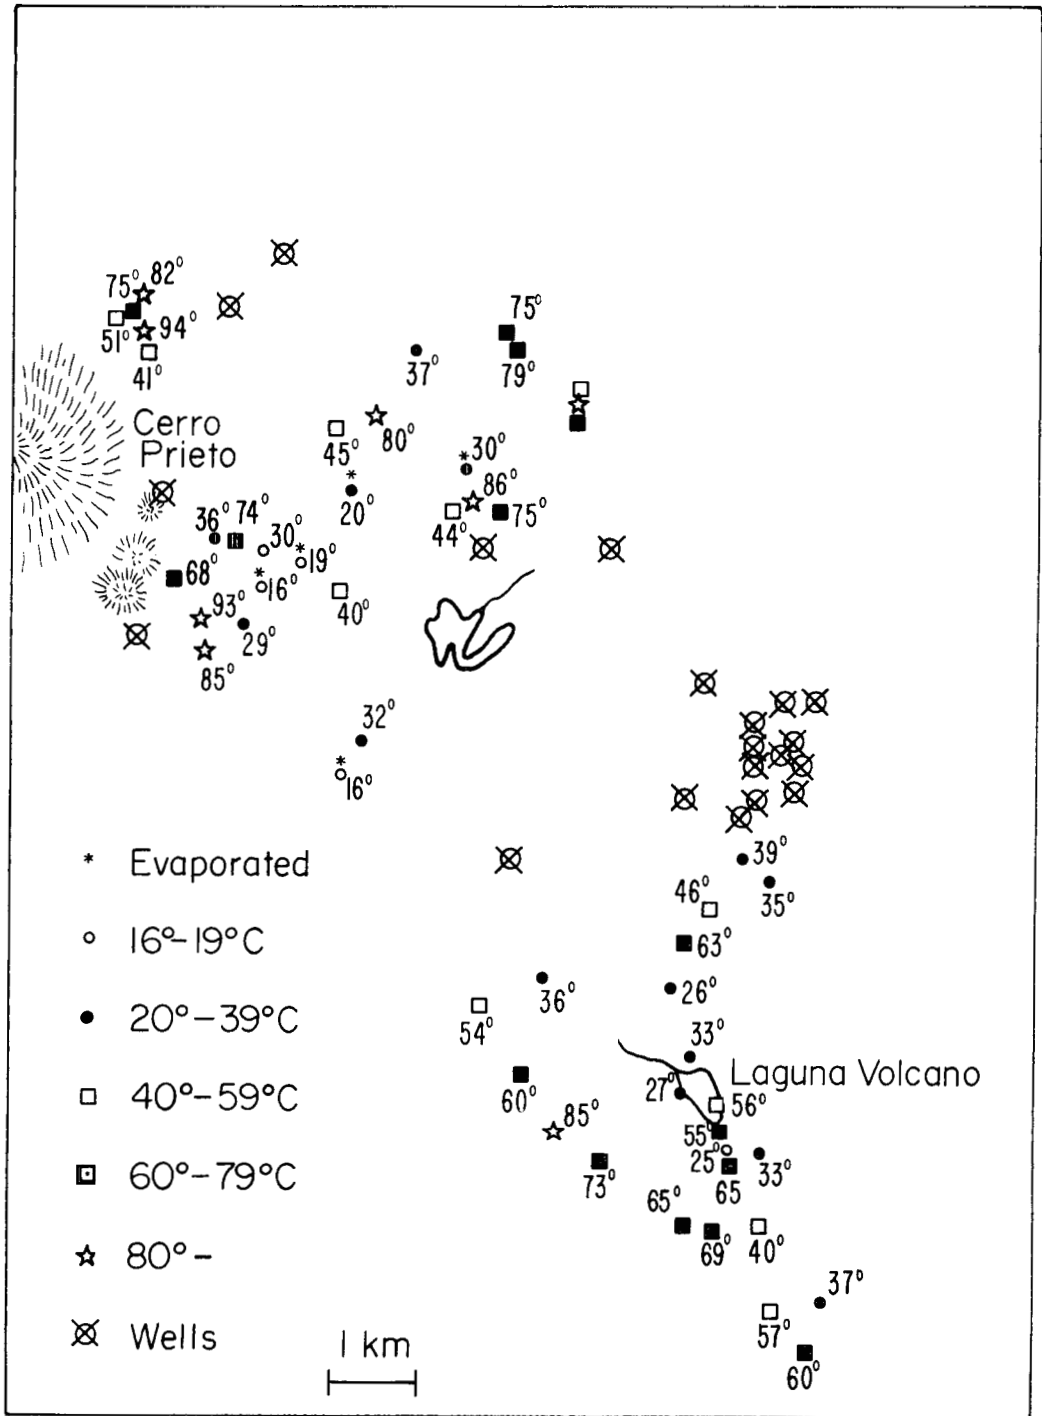 75° 82°
51° 94°
41°
75°
37° 79°
Cerro
Prieto
45° 80°
30°
20° 86°
44° 75°
36° 74°
30°
19°
68° 16° 40°
93°
29°
85°
32°
16°
* Evaporated
16°-19°C
20°-39°C
40°-59°C
60°-79°C
80°-
Wells
1 km
39°
35°
46°
63°
36° 26°
54°
33°
Laguna Volcano
60° 27° 56°
85° 55°
25° 33°
73° 65
65°
69° 40°
37°
57°
60°